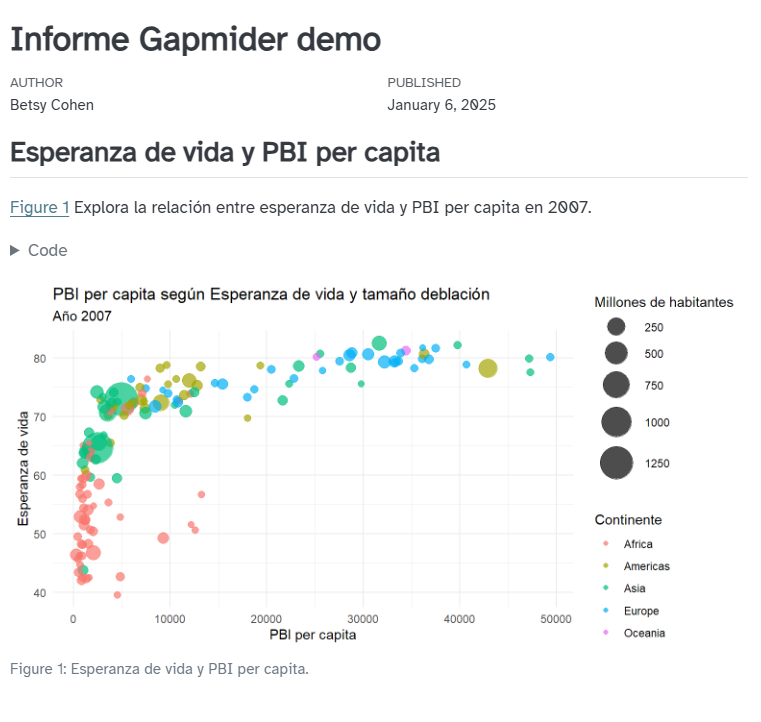 Informe Gapmider demo
AUTHOR
PUBLISHED
Betsy Cohen
January 6, 2025
Esperanza de vida y PBI per capita
Figure 1 Explora la relación entre esperanza de vida y PBI per capita en 2007.
Code
PBI per capita según Esperanza de vida y tamaño deblación
Año 2007
Esperanza de vida
80
70
60
50
40
0
10000
20000
30000
40000
50000
PBI per capita
Millones de habitantes
250
500
750
1000
1250
Continente
Africa
Americas
Asia
Europe
Oceania
Figure 1: Esperanza de vida y PBI per capita.